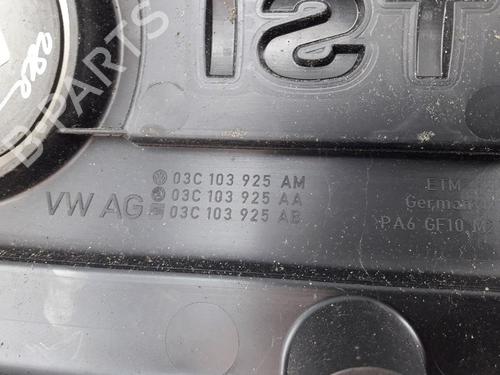 TSI
B-PARTS
03C 103 925 AM
03C 103 925 AA
VW AG
03C 103 925 AB
ETM
Germany
PA6 GF10